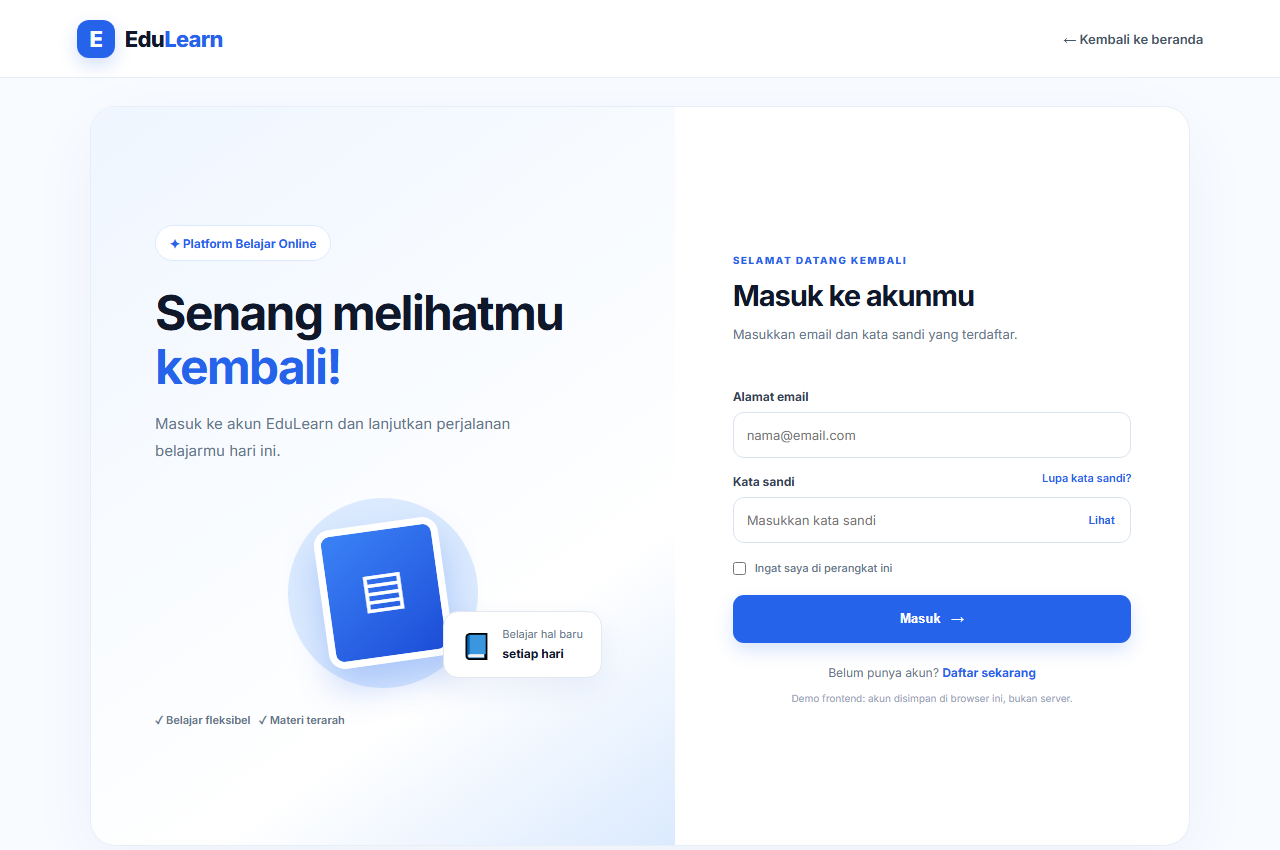 E EduLearn
← Kembali ke beranda
✦ Platform Belajar Online
Senang melihatmu
kembali!
Masuk ke akun EduLearn dan lanjutkan perjalanan
belajarmu hari ini.
Belajar hal baru
setiap hari
✓ Belajar fleksibel ✓ Materi terarah
SELAMAT DATANG KEMBALI
Masuk ke akunmu
Masukkan email dan kata sandi yang terdaftar.
Alamat email
nama@email.com
Kata sandi
Lupa kata sandi?
Masukkan kata sandi
Lihat
Ingat saya di perangkat ini
Masuk →
Belum punya akun? Daftar sekarang
Demo frontend: akun disimpan di browser ini, bukan server.